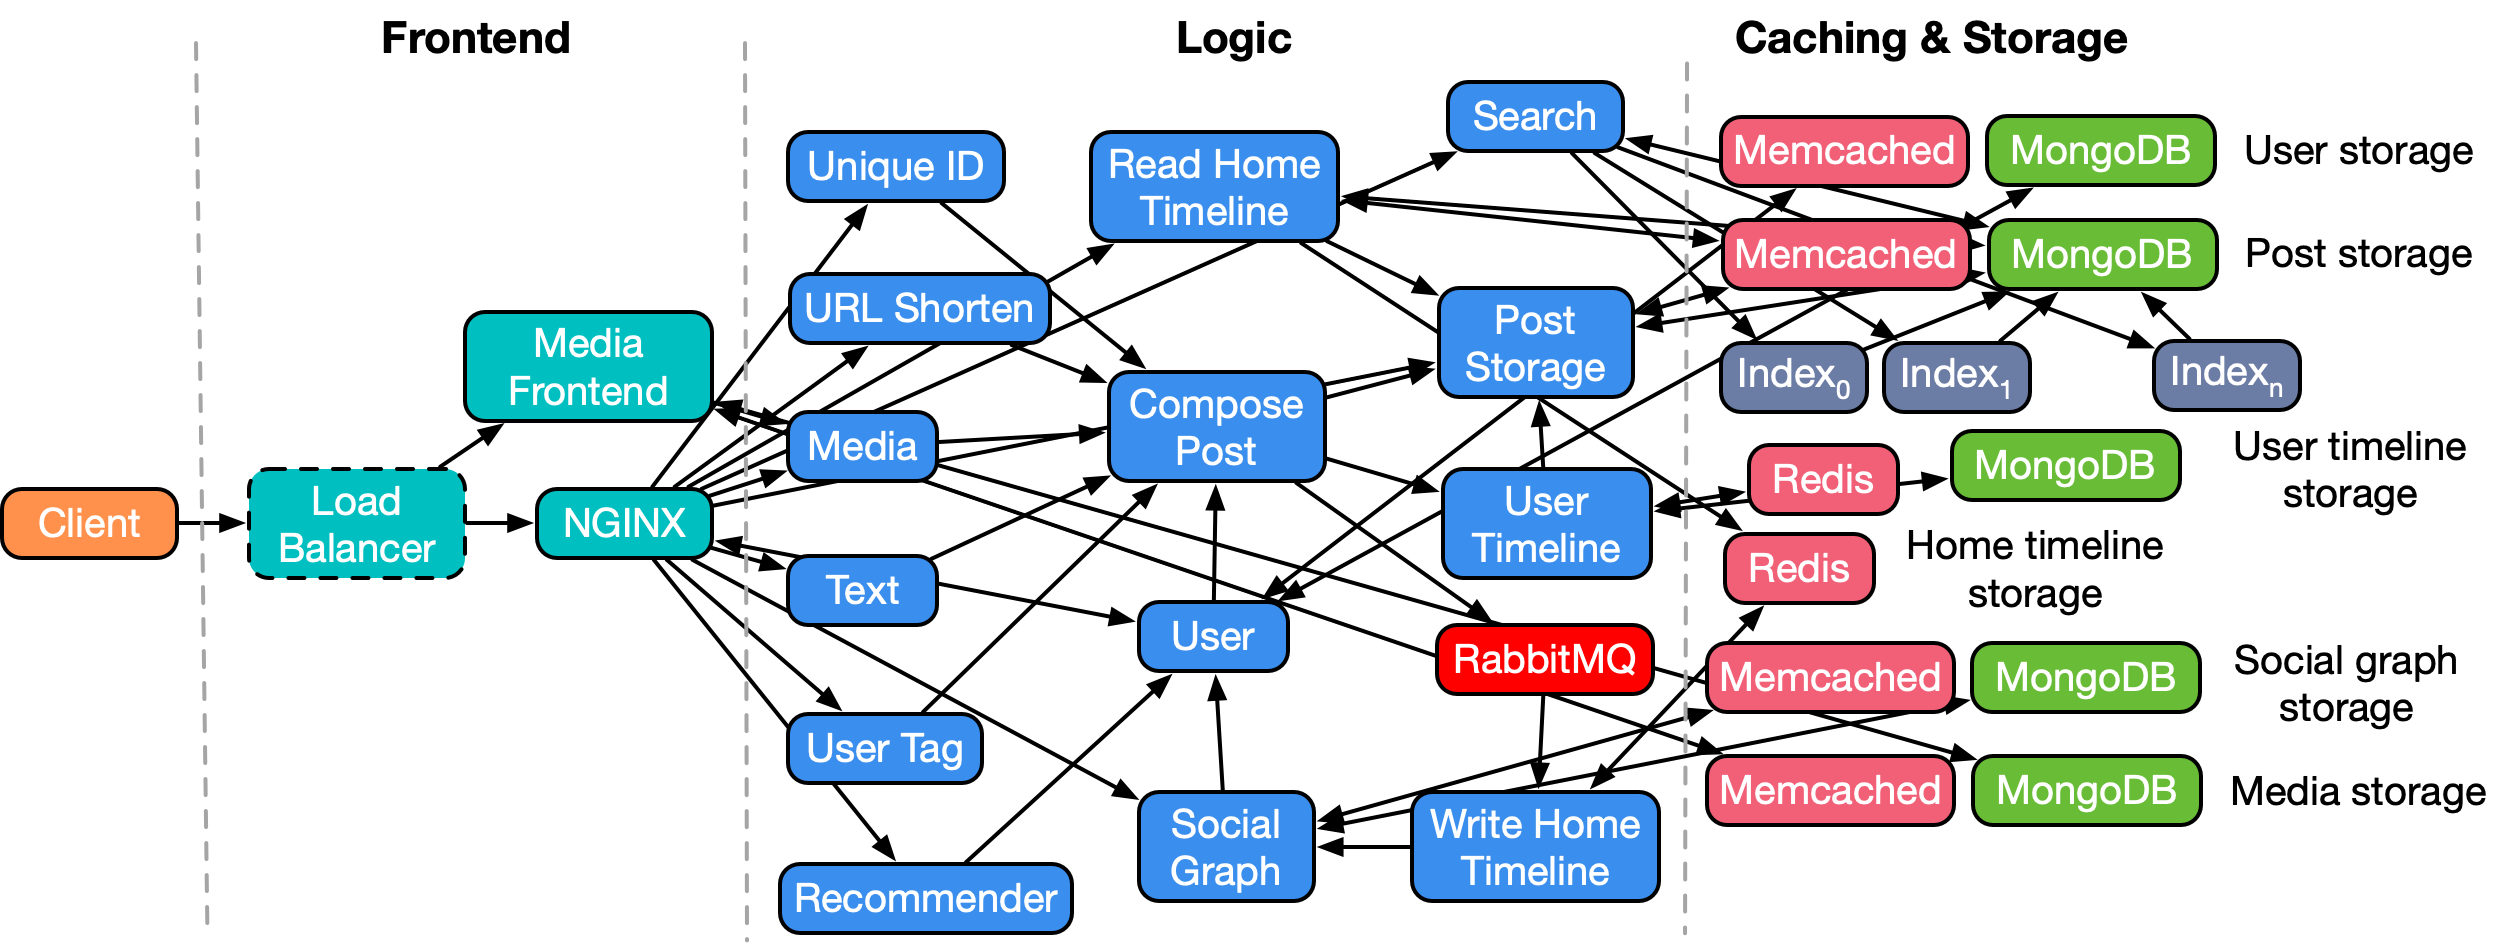 Frontend
Logic
Caching & Storage
Search
Memcached
MongoDB
User storage
Unique ID
Read Home
Timeline
Memcached
MongoDB
Post storage
URL Shorten
Post
Storage
Media
Frontend
Index0
Index1
Indexn
Compose
Post
Media
User timeline
storage
Redis
MongoDB
Client
Load
Balancer
NGINX
User
Timeline
Home timeline
storage
Redis
Text
User
RabbitMQ
Memcached
MongoDB
Social graph
storage
User Tag
Memcached
MongoDB
Media storage
Social
Graph
Write Home
Timeline
Recommender